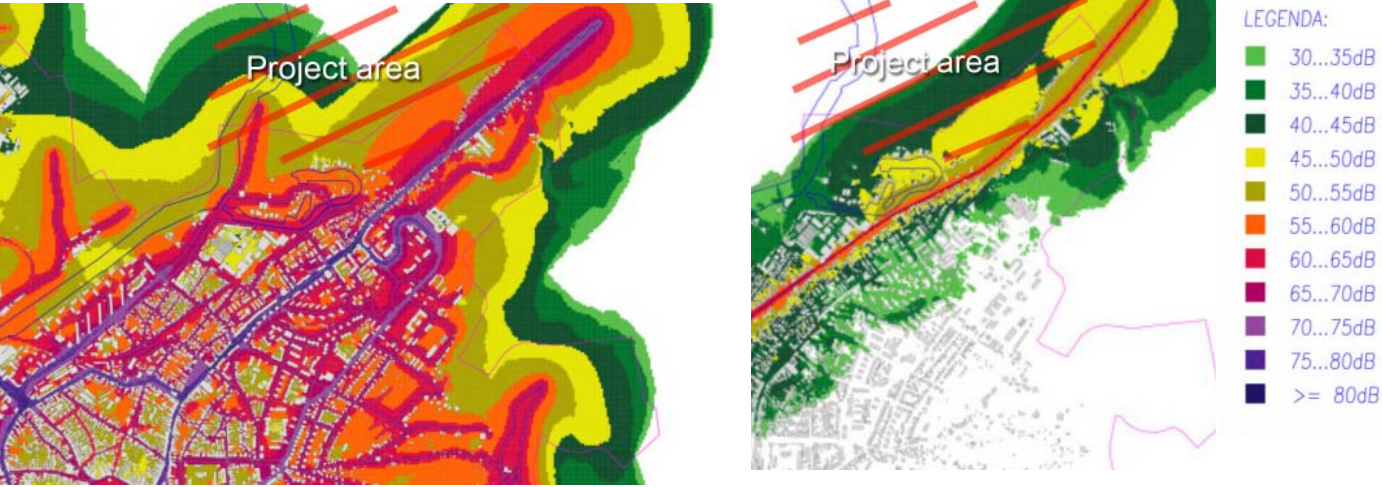 Project area
Project area
LEGENDA:
30...35dB
35...40dB
40...45dB
45...50dB
50...55dB
55...60dB
60...65dB
65...70dB
70...75dB
75...80dB
>= 80dB